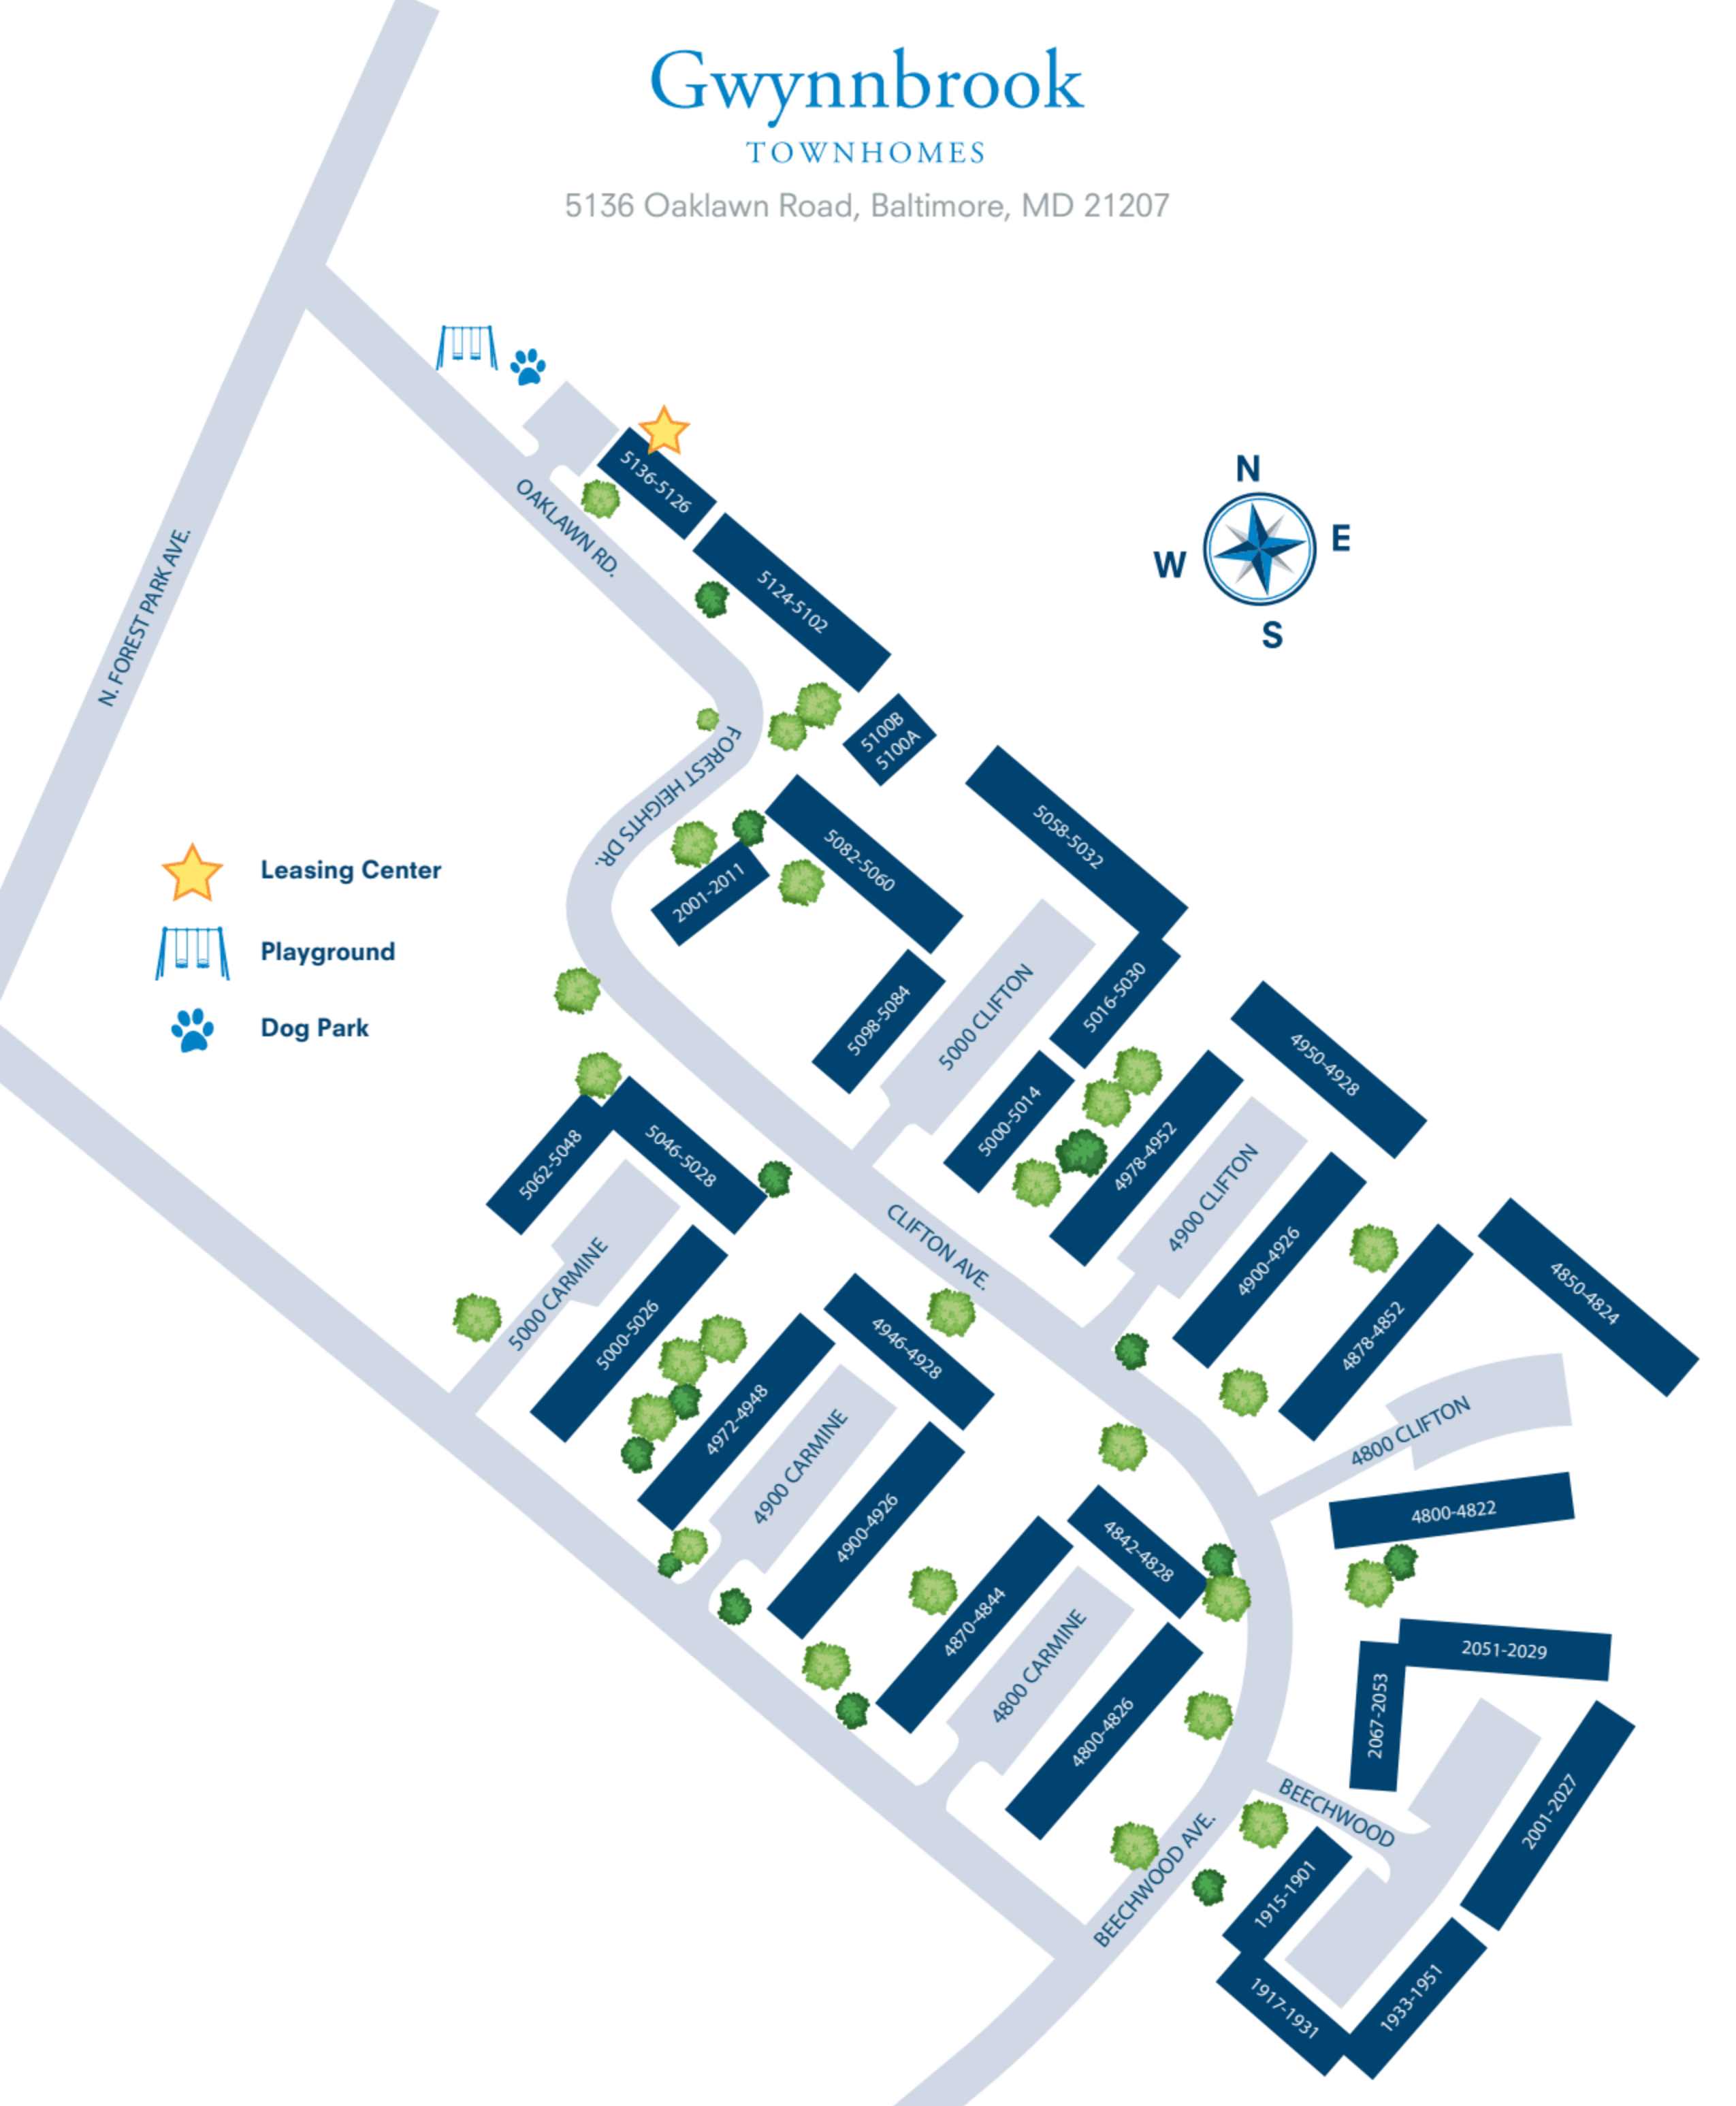 Gwynnbrook
TOWNHOMES
5136 Oaklawn Road, Baltimore, MD 21207
N
E
W
S
N. FOREST PARK AVE.
OAKLAWN RD.
5136-5126
5124-5102
5100B
5100A
FOREST HEIGHTS DR.
Leasing Center
Playground
Dog Park
5058-5032
5082-5060
2001-2011
5098-5084
5000 CLIFTON
5016-5030
5000-5014
4950-4928
4978-4952
4900 CLIFTON
4900-4926
4878-4852
4850-4824
4800 CLIFTON
4800-4822
CLIFTON AVE.
5062-5048
5046-5028
5000 CARMINE
5000-5026
4946-4928
4972-4948
4900 CARMINE
4900-4926
4842-4828
4870-4844
4800 CARMINE
4800-4826
2051-2029
2067-2053
BEECHWOOD
BEECHWOOD AVE.
2001-2027
1915-1901
1917-1931
1933-1951